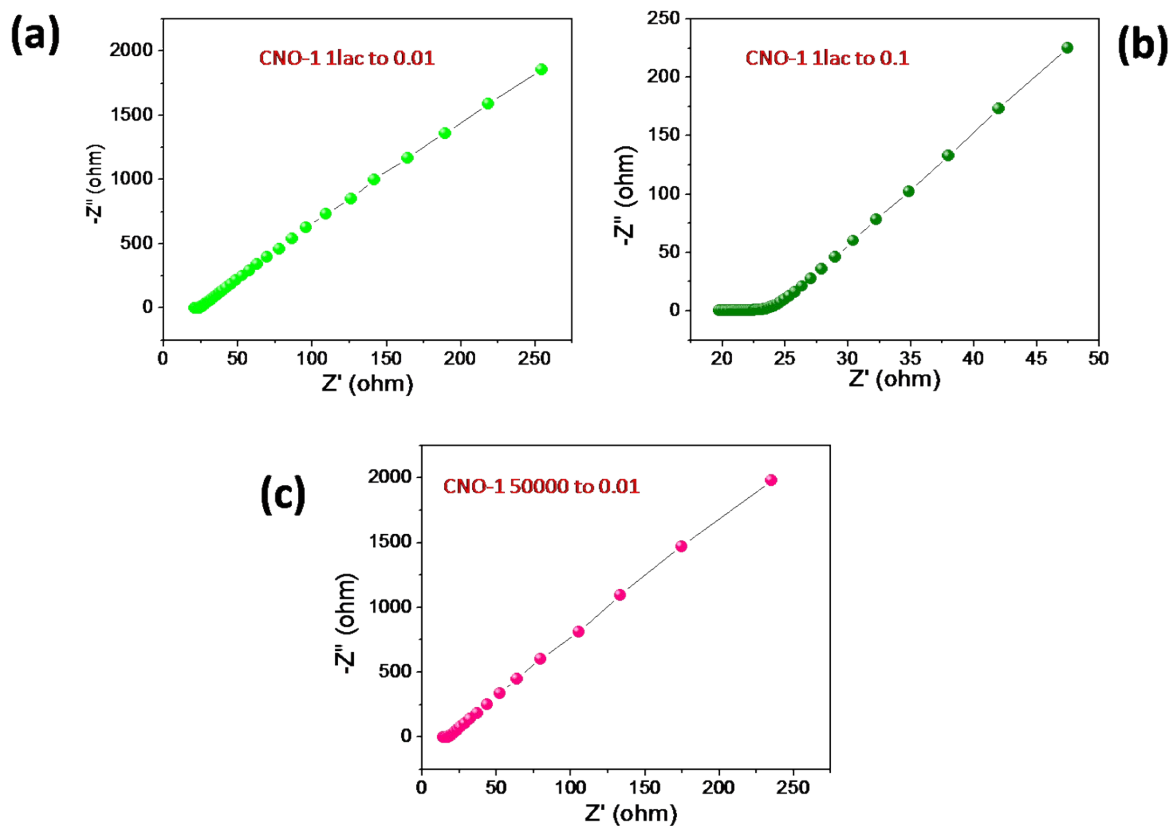 (a)
CNO-1 1lac to 0.01
2000
1500
1000
500
0
-Z" (ohm)
0 50 100 150 200 250
Z' (ohm)
(b)
CNO-1 1lac to 0.1
250
200
150
100
50
0
-Z" (ohm)
20 25 30 35 40 45 50
Z' (ohm)
(c)
CNO-1 50000 to 0.01
2000
1500
1000
500
0
-Z" (ohm)
0 50 100 150 200 250
Z' (ohm)